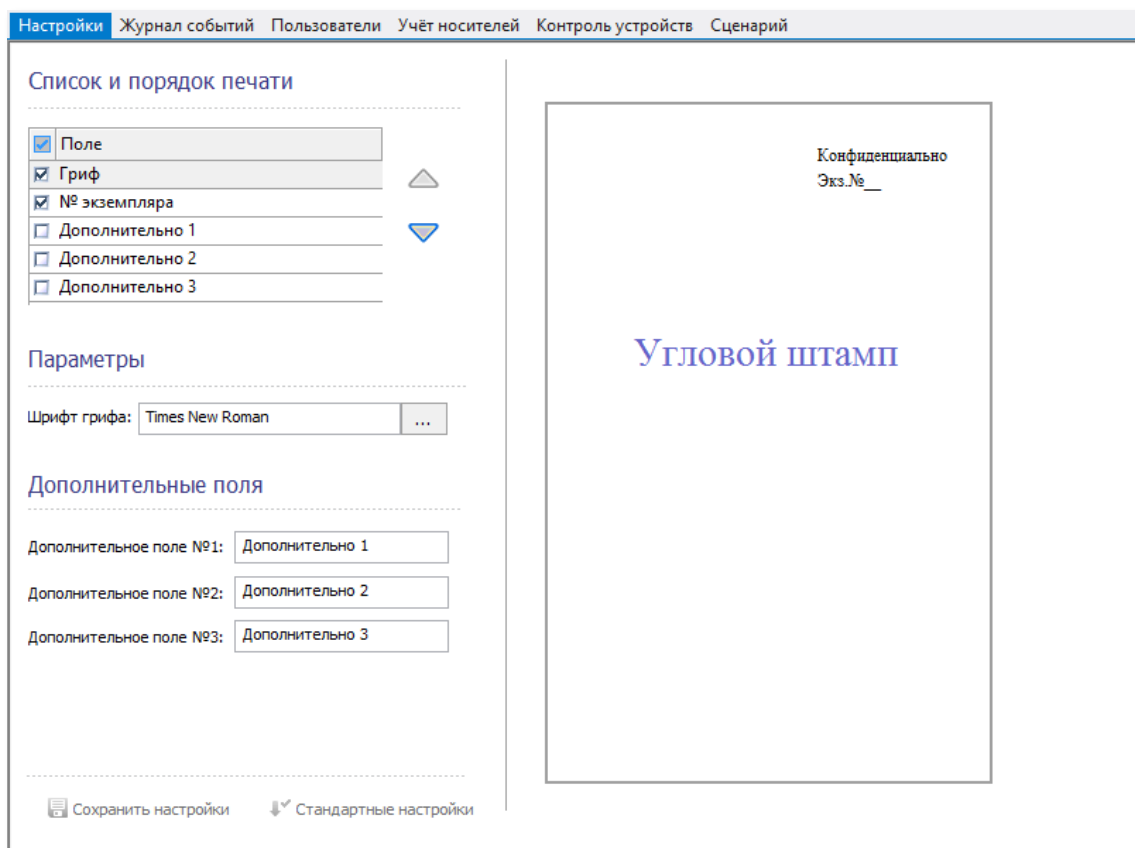 Настройки Журнал событий Пользователи Учёт носителей Контроль устройств Сценарий
Список и порядок печати
Поле
Гриф
№ экземпляра
Дополнительно 1
Дополнительно 2
Дополнительно 3
Параметры
Шрифт грифа: Times New Roman ...
Дополнительные поля
Дополнительное поле №1: Дополнительно 1
Дополнительное поле №2: Дополнительно 2
Дополнительное поле №3: Дополнительно 3
Сохранить настройки Стандартные настройки
Конфиденциально
Экз.№__
Угловой штамп